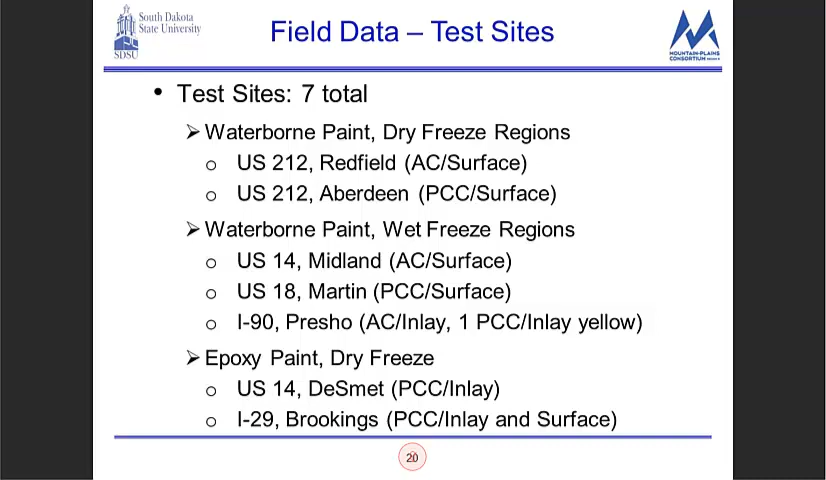 South Dakota
State University
SDSU
Field Data – Test Sites
MOUNTAIN-PLAINS
CONSORTIUM
• Test Sites: 7 total
➢ Waterborne Paint, Dry Freeze Regions
o US 212, Redfield (AC/Surface)
o US 212, Aberdeen (PCC/Surface)
➢ Waterborne Paint, Wet Freeze Regions
o US 14, Midland (AC/Surface)
o US 18, Martin (PCC/Surface)
o I-90, Presho (AC/Inlay, 1 PCC/Inlay yellow)
➢ Epoxy Paint, Dry Freeze
o US 14, DeSmet (PCC/Inlay)
o I-29, Brookings (PCC/Inlay and Surface)
20